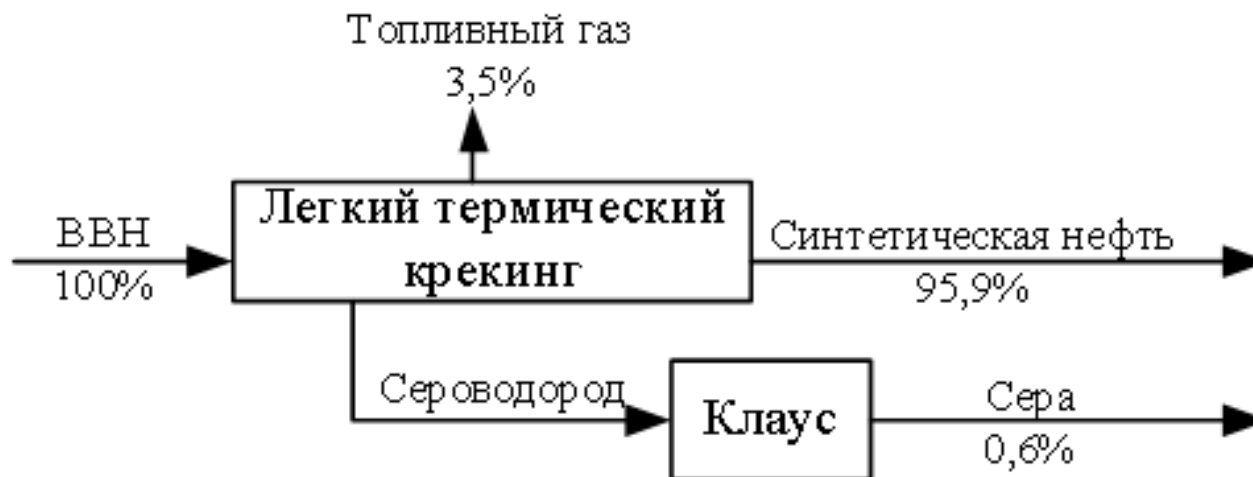 Топливный газ
3,5%
Легкий термический
крекинг
ВВН
100%
Синтетическая нефть
95,9%
Сероводород
Клаус
Сера
0,6%